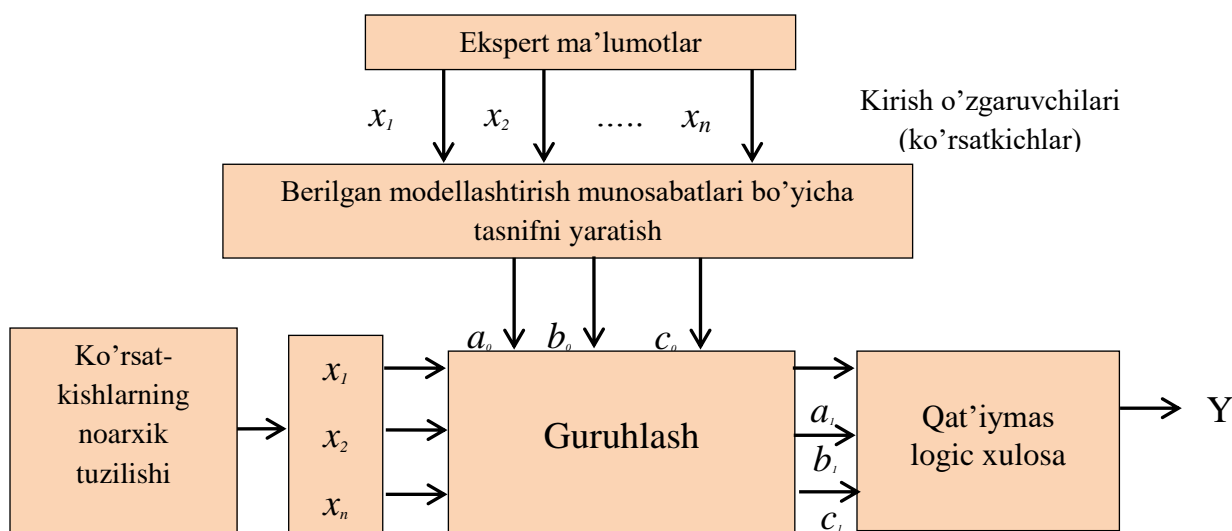 Ekspert ma’lumotlar
x1 x2 ..... xn
Kirish o’zgaruvchilari
(ko’rsatkichlar)
Berilgan modellashtirish munosabatlari bo’yicha
tasnifni yaratish
a0 b0 c0
Ko’rsat-
kishlarning
noarxik
tuzilishi
x1
x2
xn
Guruhlash
a1
b1
c1
Qat’iymas
logic xulosa
Y